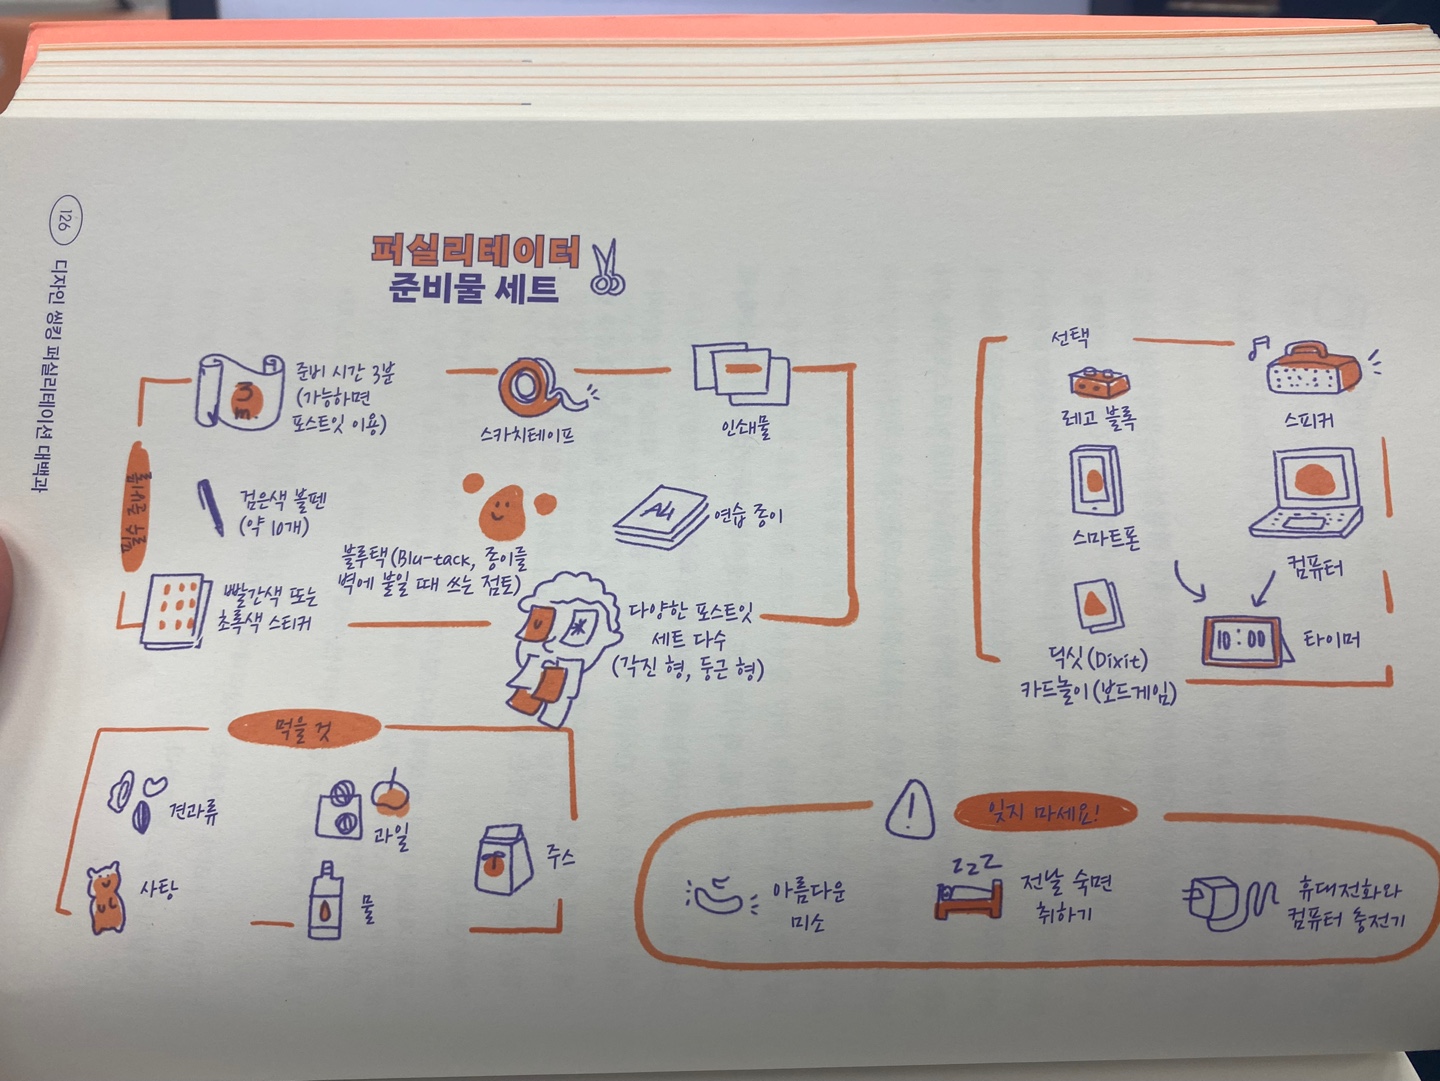 126
디자인 씽킹 퍼실리테이션 대백과
퍼실리테이터
준비물 세트
필수 준비물
3
m.
준비 시간 3분
(가능하면
포스트잇 이용)
스카치테이프
인쇄물
검은색 볼펜
(약 10개)
블루택(Blu-tack, 종이를
벽에 붙일 때 쓰는 점토)
A4
연습 종이
빨간색 또는
초록색 스티커
다양한 포스트잇
세트 다수
(각진 형, 둥근 형)
선택
레고 블록
스피커
스마트폰
컴퓨터
딕싯(Dixit)
카드놀이(보드게임)
10:00
타이머
먹을 것
견과류
과일
주스
사탕
물
!
잊지 마세요!
아름다운
미소
zzz
전날 숙면
취하기
휴대전화와
컴퓨터 충전기